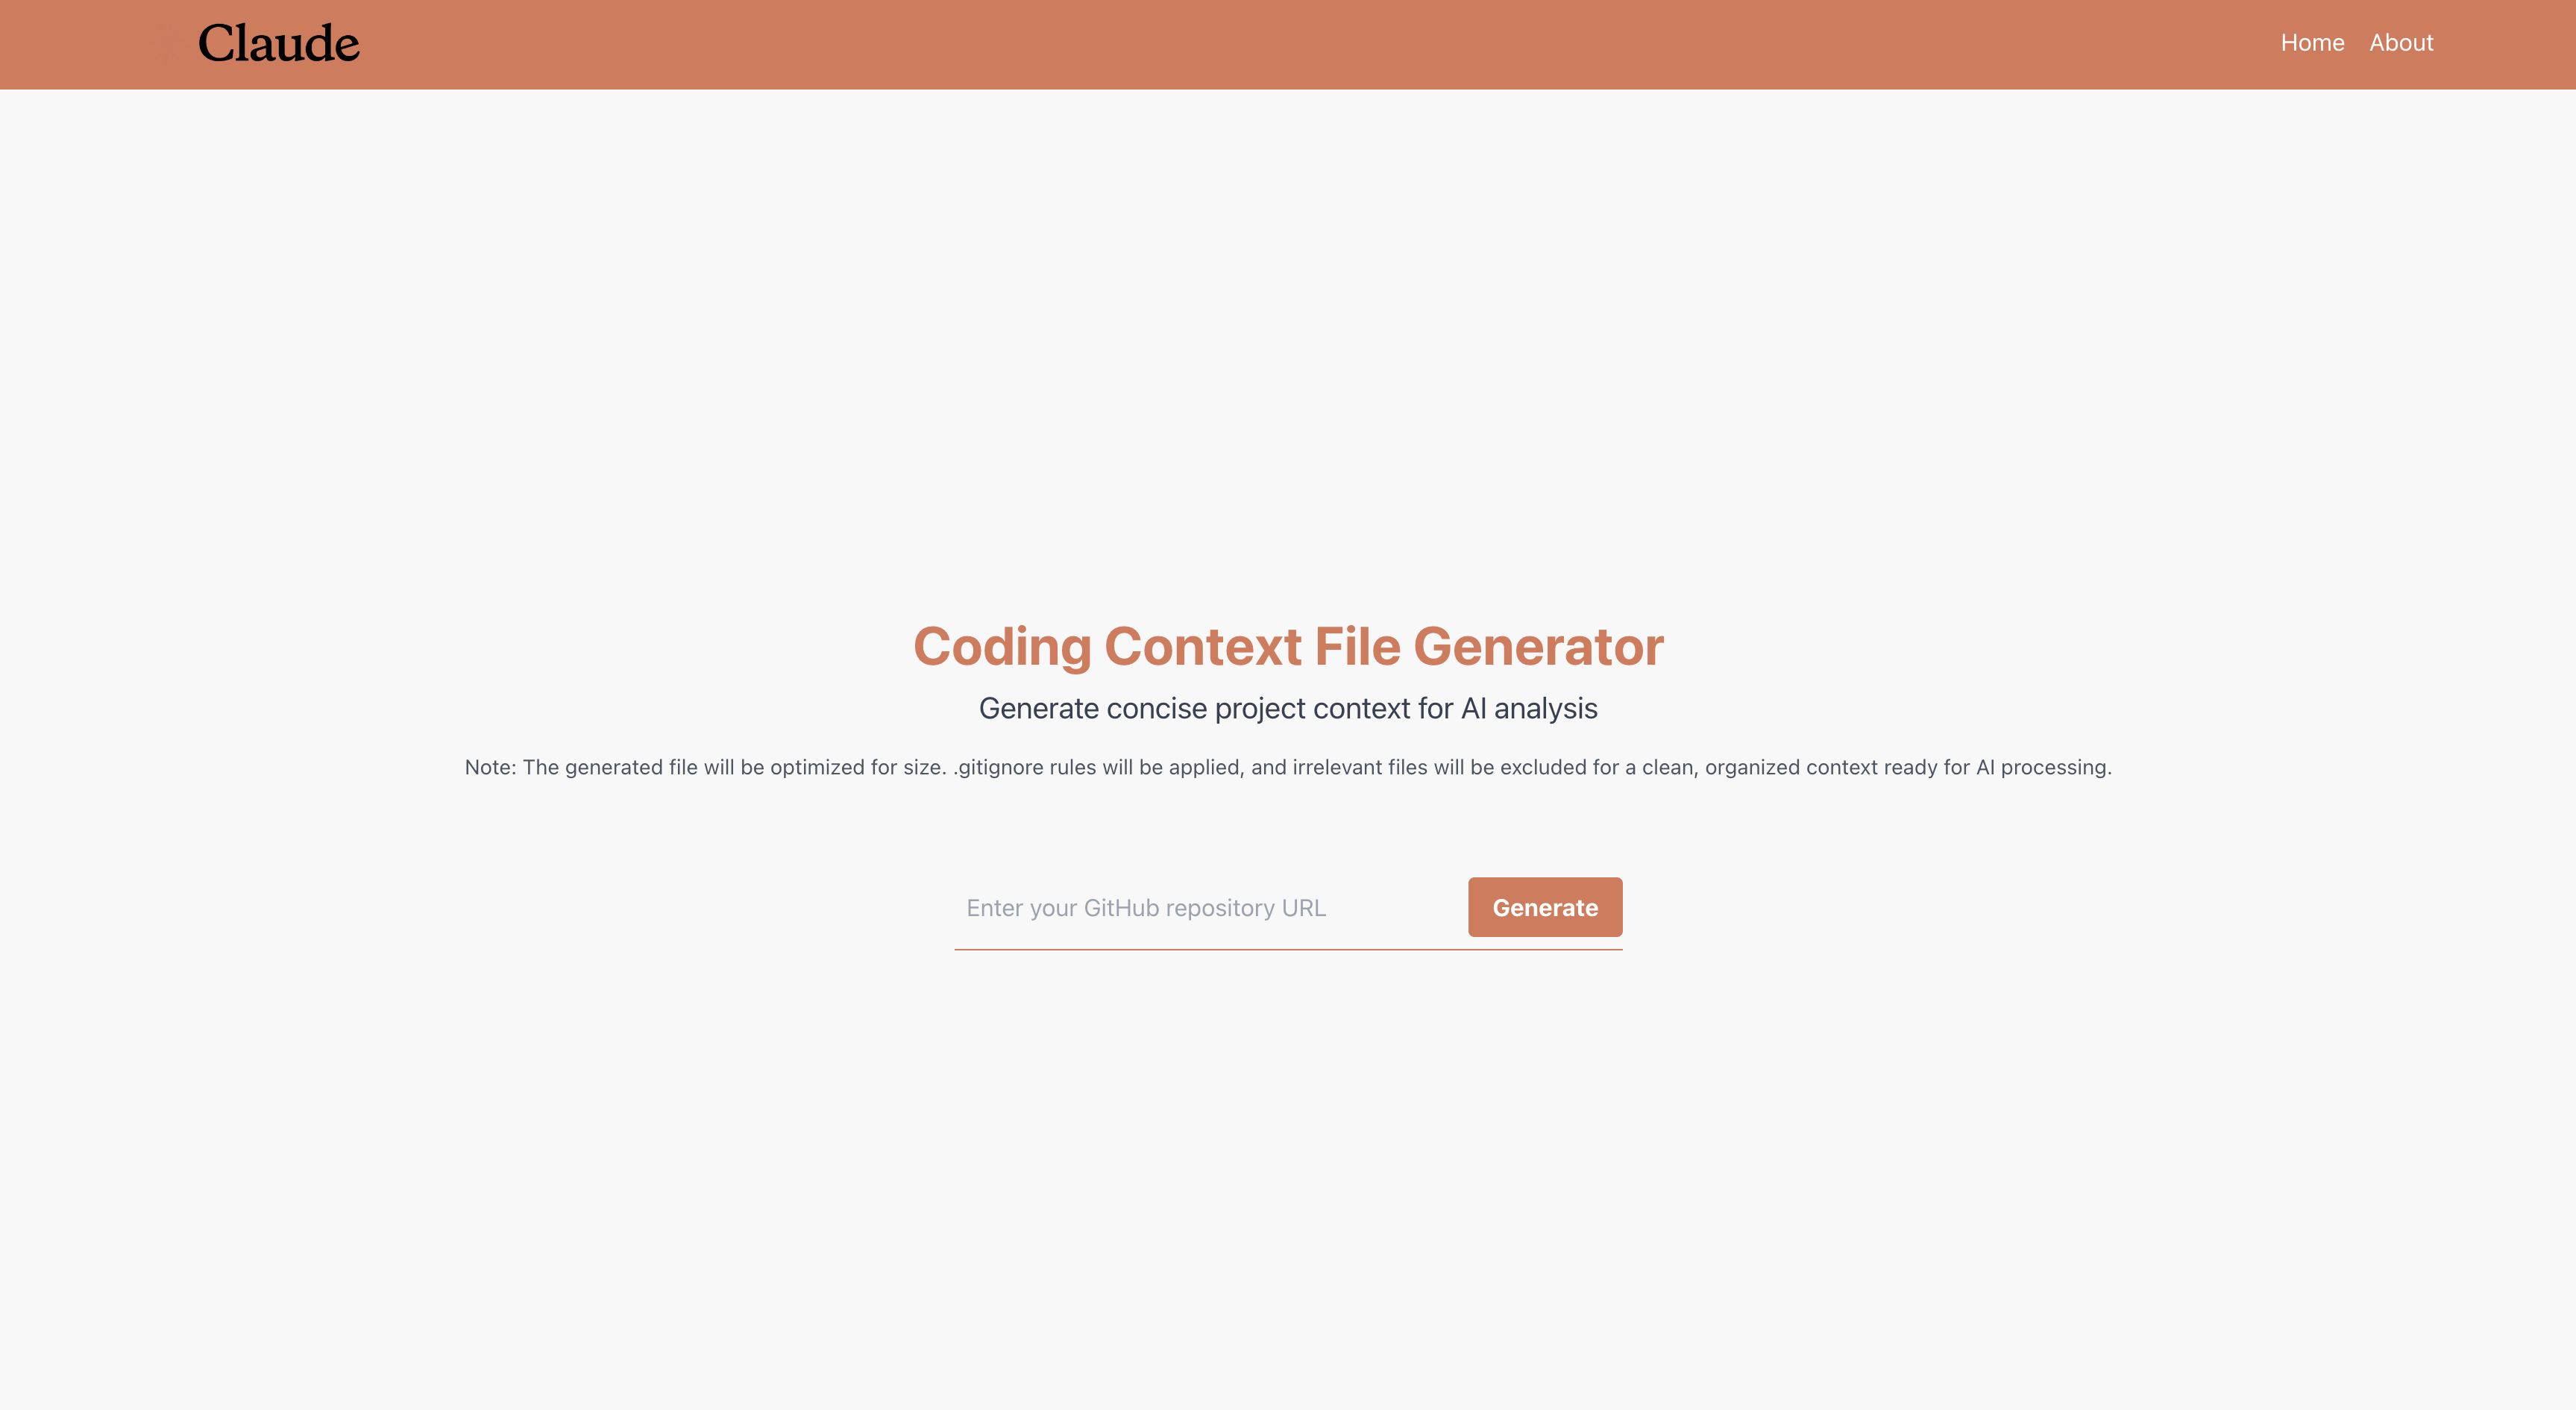 Claude
Home About
Coding Context File Generator
Generate concise project context for AI analysis
Note: The generated file will be optimized for size. .gitignore rules will be applied, and irrelevant files will be excluded for a clean, organized context ready for AI processing.
Enter your GitHub repository URL
Generate